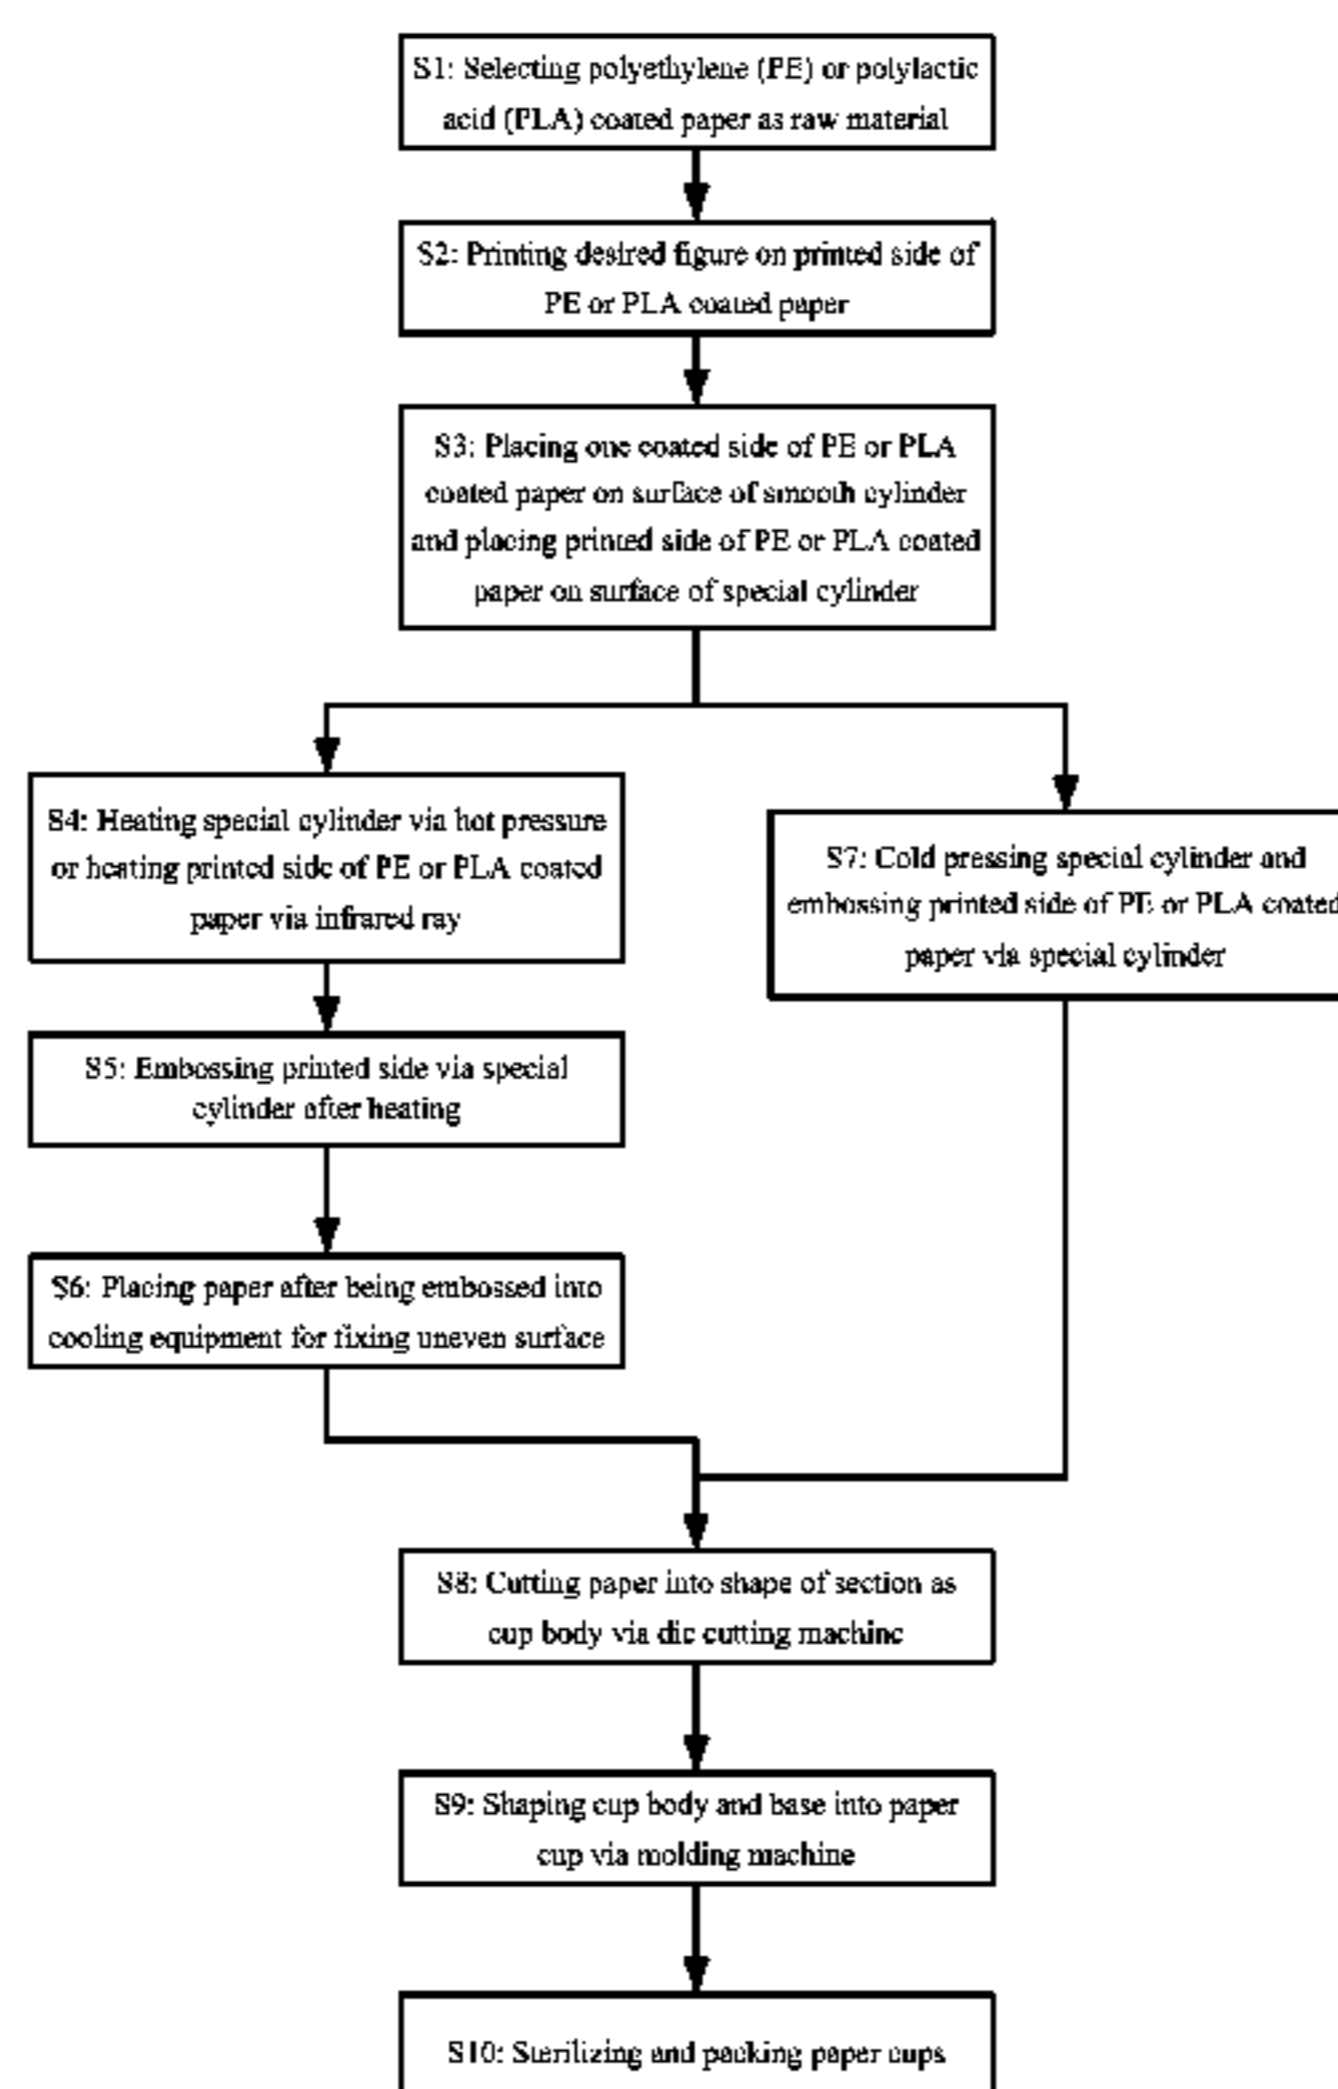 S1: Selecting polyethylene (PE) or polylactic
acid (PLA) coated paper as raw material
S2: Printing desired figure on printed side of
PE or PLA coated paper
S3: Placing one coated side of PE or PLA
coated paper on surface of smooth cylinder
and placing printed side of PE or PLA coated
paper on surface of special cylinder
S4: Heating special cylinder via hot pressure
or heating printed side of PE or PLA coated
paper via infrared ray
S7: Cold pressing special cylinder and
embossing printed side of PE or PLA coated
paper via special cylinder
S5: Embossing printed side via special
cylinder after heating
S6: Placing paper after being embossed into
cooling equipment for fixing uneven surface
S8: Cutting paper into shape of section as
cup body via die cutting machine
S9: Shaping cup body and base into paper
cup via molding machine
S10: Sterilizing and packing paper cups